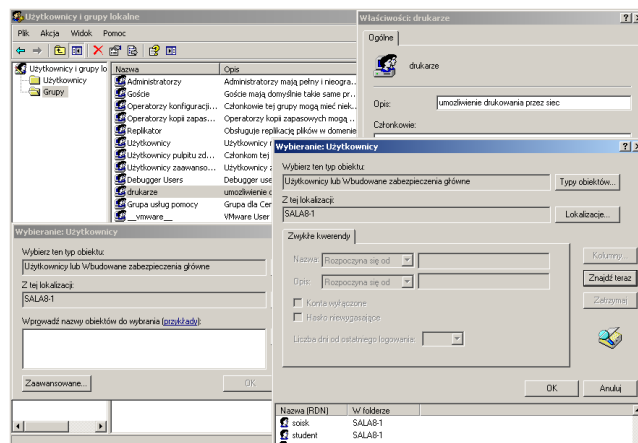 Użytkownicy i grupy lokalne
Plik Akcja Widok Pomoc
Użytkownicy i grupy lo
Użytkownicy
Grupy
Nazwa Opis
Administratorzy Administratorzy mają pełny i nieogra...
Goście Goście mają domyślnie takie same pr...
Operatorzy konfiguracji... Członkowie tej grupy mogą mieć niek...
Operatorzy kopii zapas... Operatorzy kopii zapasowych mogą ...
Replikator Obsługuje replikację plików w domenie
Użytkownicy Użytkownicy
Użytkownicy pulpitu zd... Członkom tej
Użytkownicy zaawanso... Użytkownicy
Debugger Users Debugger use
drukarze umozliwienie
Grupa usług pomocy Grupa dla Cen
__vmware__ VMware User
Właściwości: drukarze
Ogólne
drukarze
Opis: umozliwienie drukowania przez siec
Członkowie:
Wybieranie: Użytkownicy
Wybierz ten typ obiektu:
Użytkownicy lub Wbudowane zabezpieczenia główne
Z tej lokalizacji:
SALA8-1
Wprowadź nazwy obiektów do wybrania (przykłady):
Zaawansowane... OK
Wybieranie: Użytkownicy
Wybierz ten typ obiektu:
Użytkownicy lub Wbudowane zabezpieczenia główne Typy obiektów...
Z tej lokalizacji:
SALA8-1 Lokalizacje...
Zwykłe kwerendy
Nazwa: Rozpoczyna się od Kolumny...
Opis: Rozpoczyna się od Znajdź teraz
Konta wyłączone Zatrzymaj
Hasło niewygasające
Liczba dni od ostatniego logowania:
OK Anuluj
Nazwa (RDN) W folderze
soisk SALA8-1
student SALA8-1